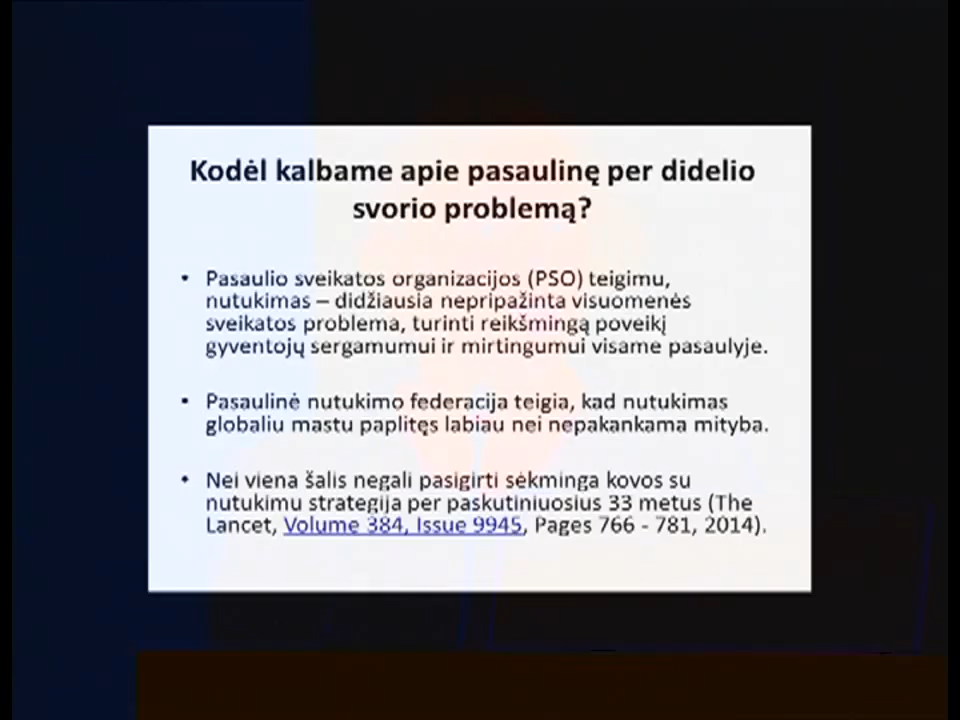 Kodėl kalbame apie pasaulinę per didelio
svorio problemą?
• Pasaulio sveikatos organizacijos (PSO) teigimu,
nutukimas – didžiausia nepripažinta visuomenės
sveikatos problema, turinti reikšmingą poveikį
gyventojų sergamumui ir mirtingumui visame pasaulyje.
• Pasaulinė nutukimo federacija teigia, kad nutukimas
globaliu mastu paplitęs labiau nei nepakankama mityba.
• Nei viena šalis negali pasigirti sėkminga kovos su
nutukimu strategija per paskutiniuosius 33 metus (The
Lancet, Volume 384, Issue 9945, Pages 766 - 781, 2014).